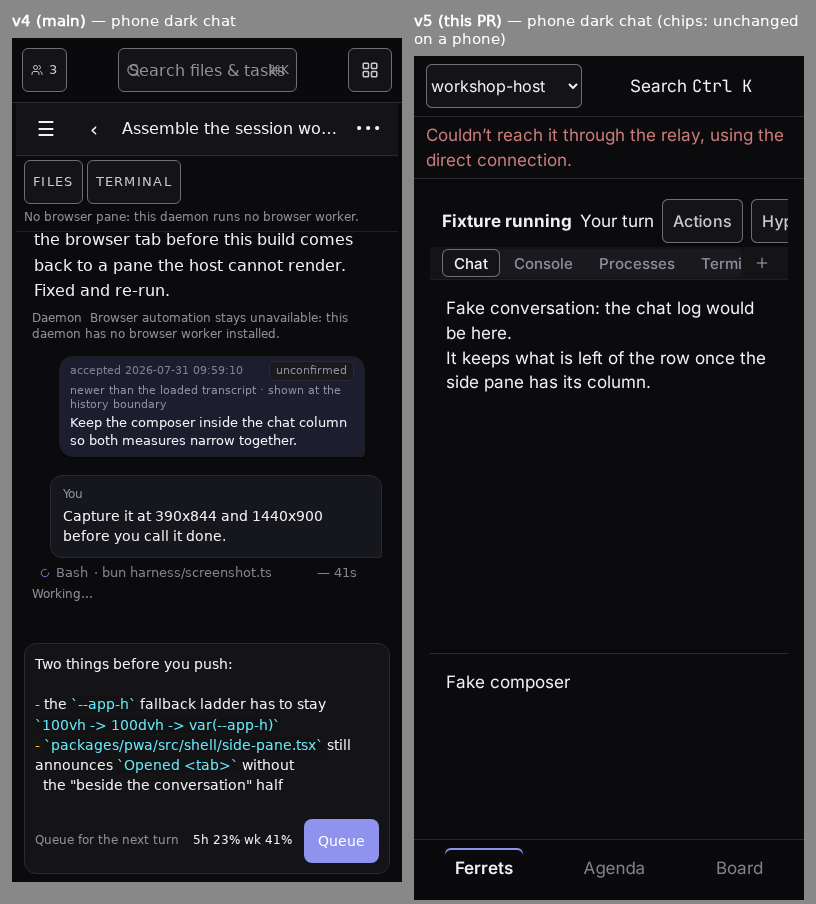 v4 (main) — phone dark chat
3
Search files & tasks
☰ ‹ Assemble the session wo… •••
FILES TERMINAL
No browser pane: this daemon runs no browser worker.
the browser tab before this build comes
back to a pane the host cannot render.
Fixed and re-run.
Daemon Browser automation stays unavailable: this
daemon has no browser worker installed.
accepted 2026-07-31 09:59:10 unconfirmed
newer than the loaded transcript · shown at the
history boundary
Keep the composer inside the chat column
so both measures narrow together.
You
Capture it at 390x844 and 1440x900
before you call it done.
Bash · bun harness/screenshot.ts — 41s
Working…
Two things before you push:
- the `--app-h` fallback ladder has to stay
`100vh -> 100dvh -> var(--app-h)`
- `packages/pwa/src/shell/side-pane.tsx` still
announces `Opened <tab>` without
the "beside the conversation" half
Queue for the next turn 5h 23% wk 41% Queue
v5 (this PR) — phone dark chat (chips: unchanged
on a phone)
workshop-host Search Ctrl K
Couldn’t reach it through the relay, using the
direct connection.
Fixture running Your turn Actions Hyp
Chat Console Processes Termi +
Fake conversation: the chat log would
be here.
It keeps what is left of the row once the
side pane has its column.
Fake composer
Ferrets Agenda Board